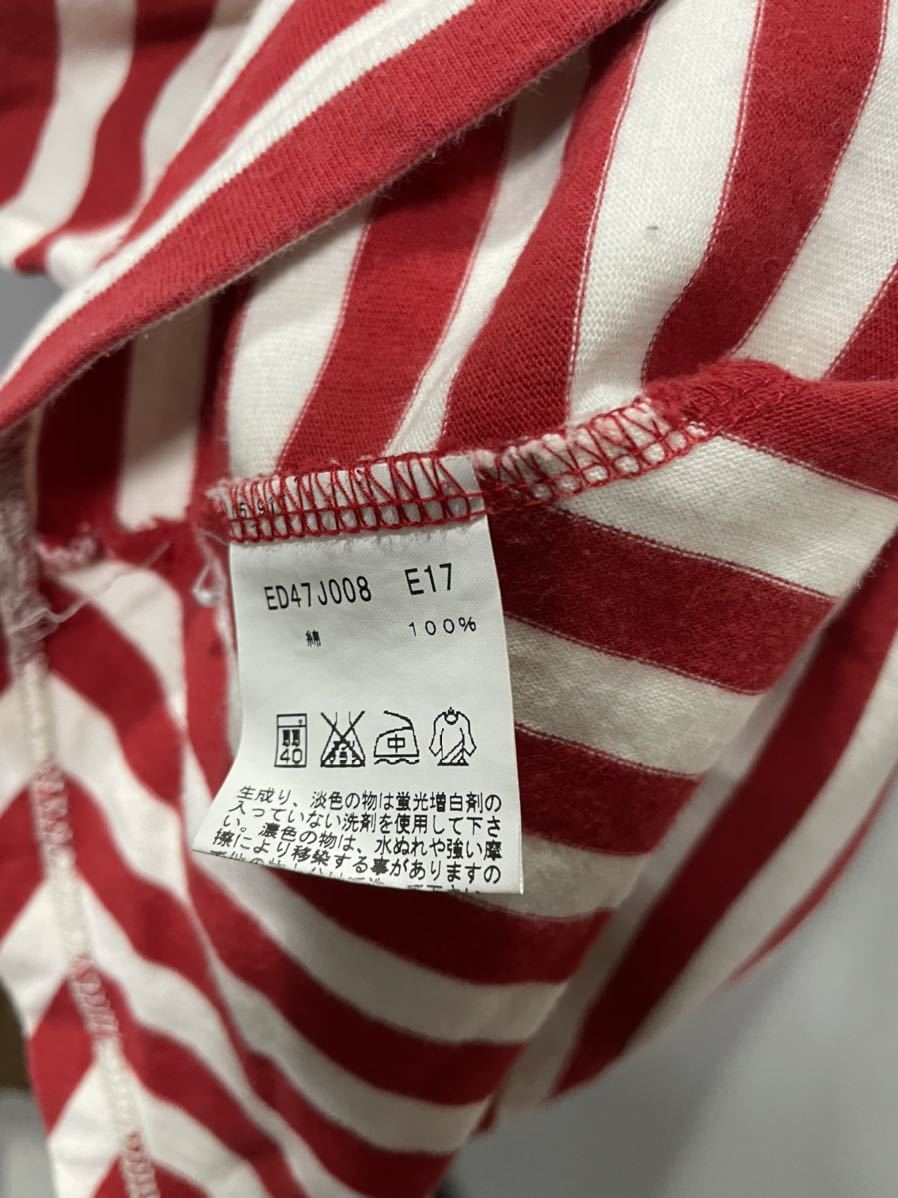 ED47J008 E17
綿 100%
40 中
生成り、淡色の物は蛍光増白剤の
入っていない洗剤を使用して下さ
い。濃色の物は、水ぬれや強い摩
擦により移染する事がありますの